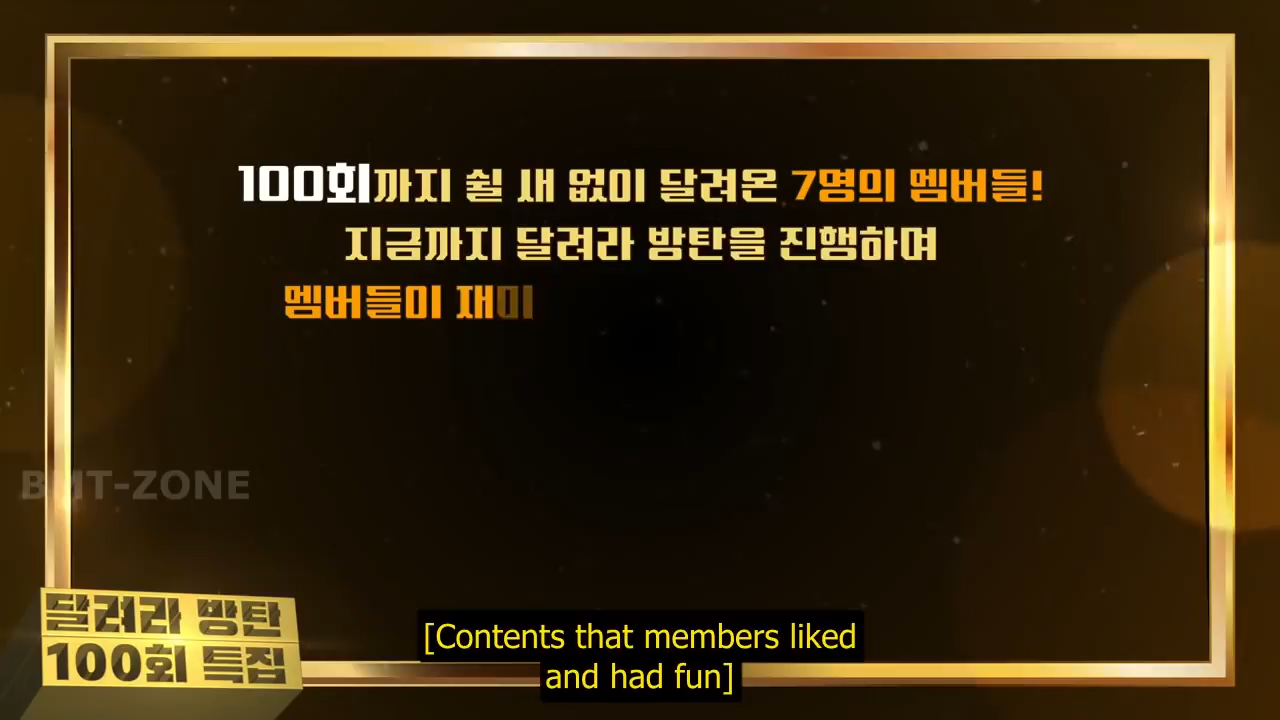 100회까지 쉴 새 없이 달려온 7명의 멤버들!
지금까지 달려라 방탄을 진행하며
멤버들이 재미
BMT-ZONE
달려라 방탄
100회 특집
[Contents that members liked
and had fun]